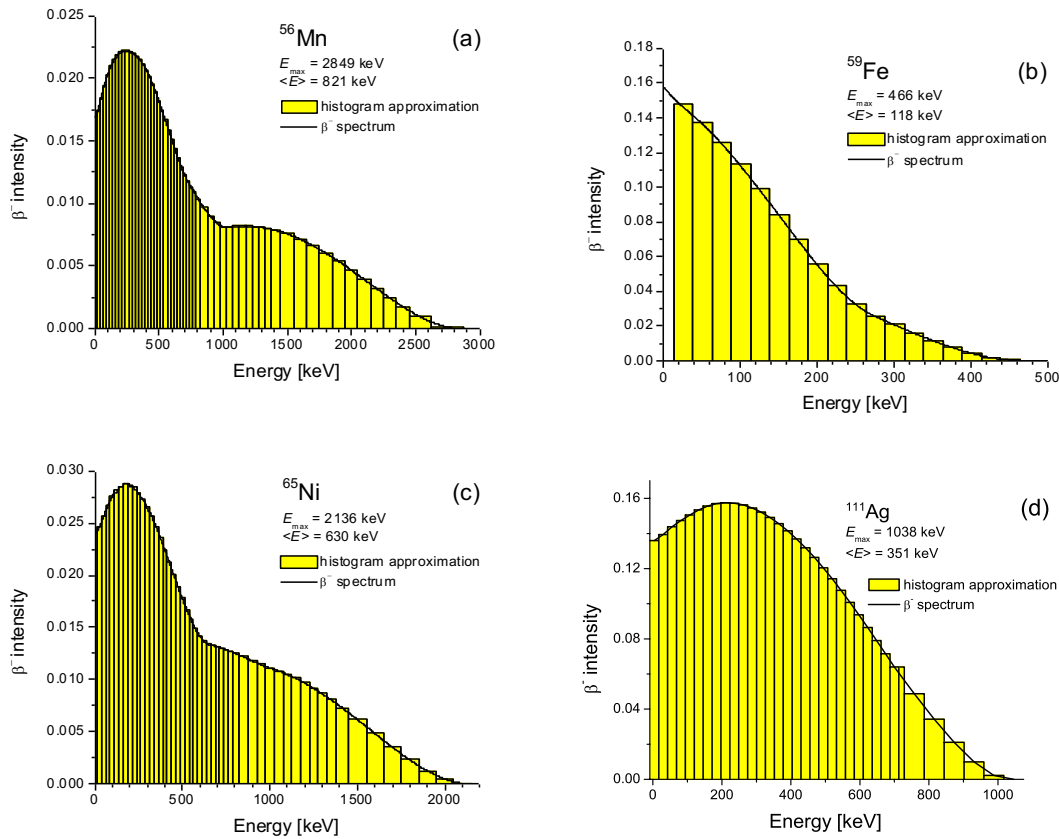 (a)
⁵⁶Mn
E_max = 2849 keV
<E> = 821 keV
histogram approximation
β⁻ spectrum
0.025
0.020
0.015
0.010
0.005
0.000
β⁻ intensity
0 500 1000 1500 2000 2500 3000
Energy [keV]
(b)
⁵⁹Fe
E_max = 466 keV
<E> = 118 keV
histogram approximation
β⁻ spectrum
0.18
0.16
0.14
0.12
0.10
0.08
0.06
0.04
0.02
0.00
β⁻ intensity
0 100 200 300 400 500
Energy [keV]
(c)
⁶⁵Ni
E_max = 2136 keV
<E> = 630 keV
histogram approximation
β⁻ spectrum
0.030
0.025
0.020
0.015
0.010
0.005
0.000
β⁻ intensity
0 500 1000 1500 2000
Energy [keV]
(d)
¹¹¹Ag
E_max = 1038 keV
<E> = 351 keV
histogram approximation
β⁻ spectrum
0.16
0.12
0.08
0.04
0.00
β⁻ intensity
0 200 400 600 800 1000
Energy [keV]